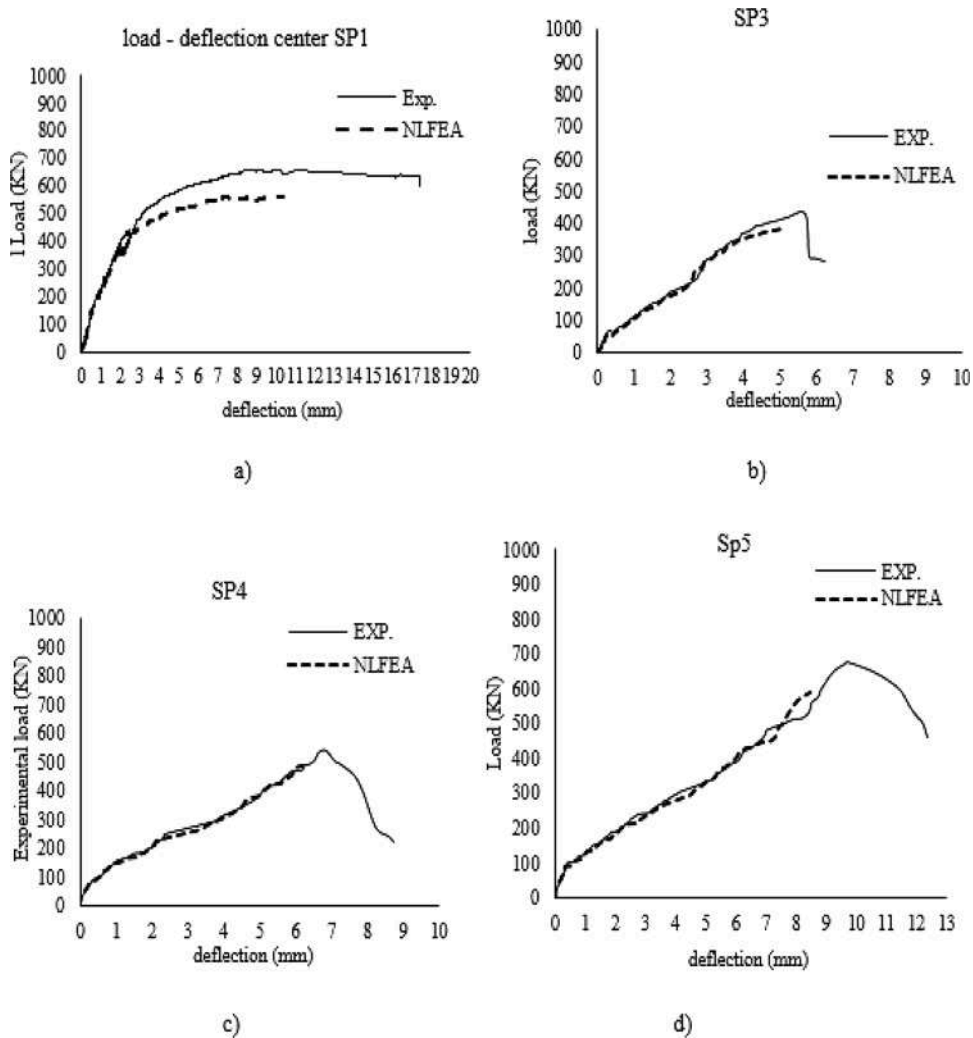 load - deflection center SP1
1000
900
800
700
600
500
400
300
200
100
0
l Load (KN)
Exp.
NLFEA
0 1 2 3 4 5 6 7 8 9 10 11 12 13 14 15 16 17 18 19 20
deflection (mm)
a)
SP3
1000
900
800
700
600
500
400
300
200
100
0
load (KN)
EXP.
NLFEA
0 1 2 3 4 5 6 7 8 9 10
deflection(mm)
b)
SP4
1000
900
800
700
600
500
400
300
200
100
0
Experimental load (KN)
EXP.
NLFEA
0 1 2 3 4 5 6 7 8 9 10
deflection (mm)
c)
Sp5
1000
900
800
700
600
500
400
300
200
100
0
Load (KN)
EXP.
NLFEA
0 1 2 3 4 5 6 7 8 9 10 11 12 13
deflection (mm)
d)